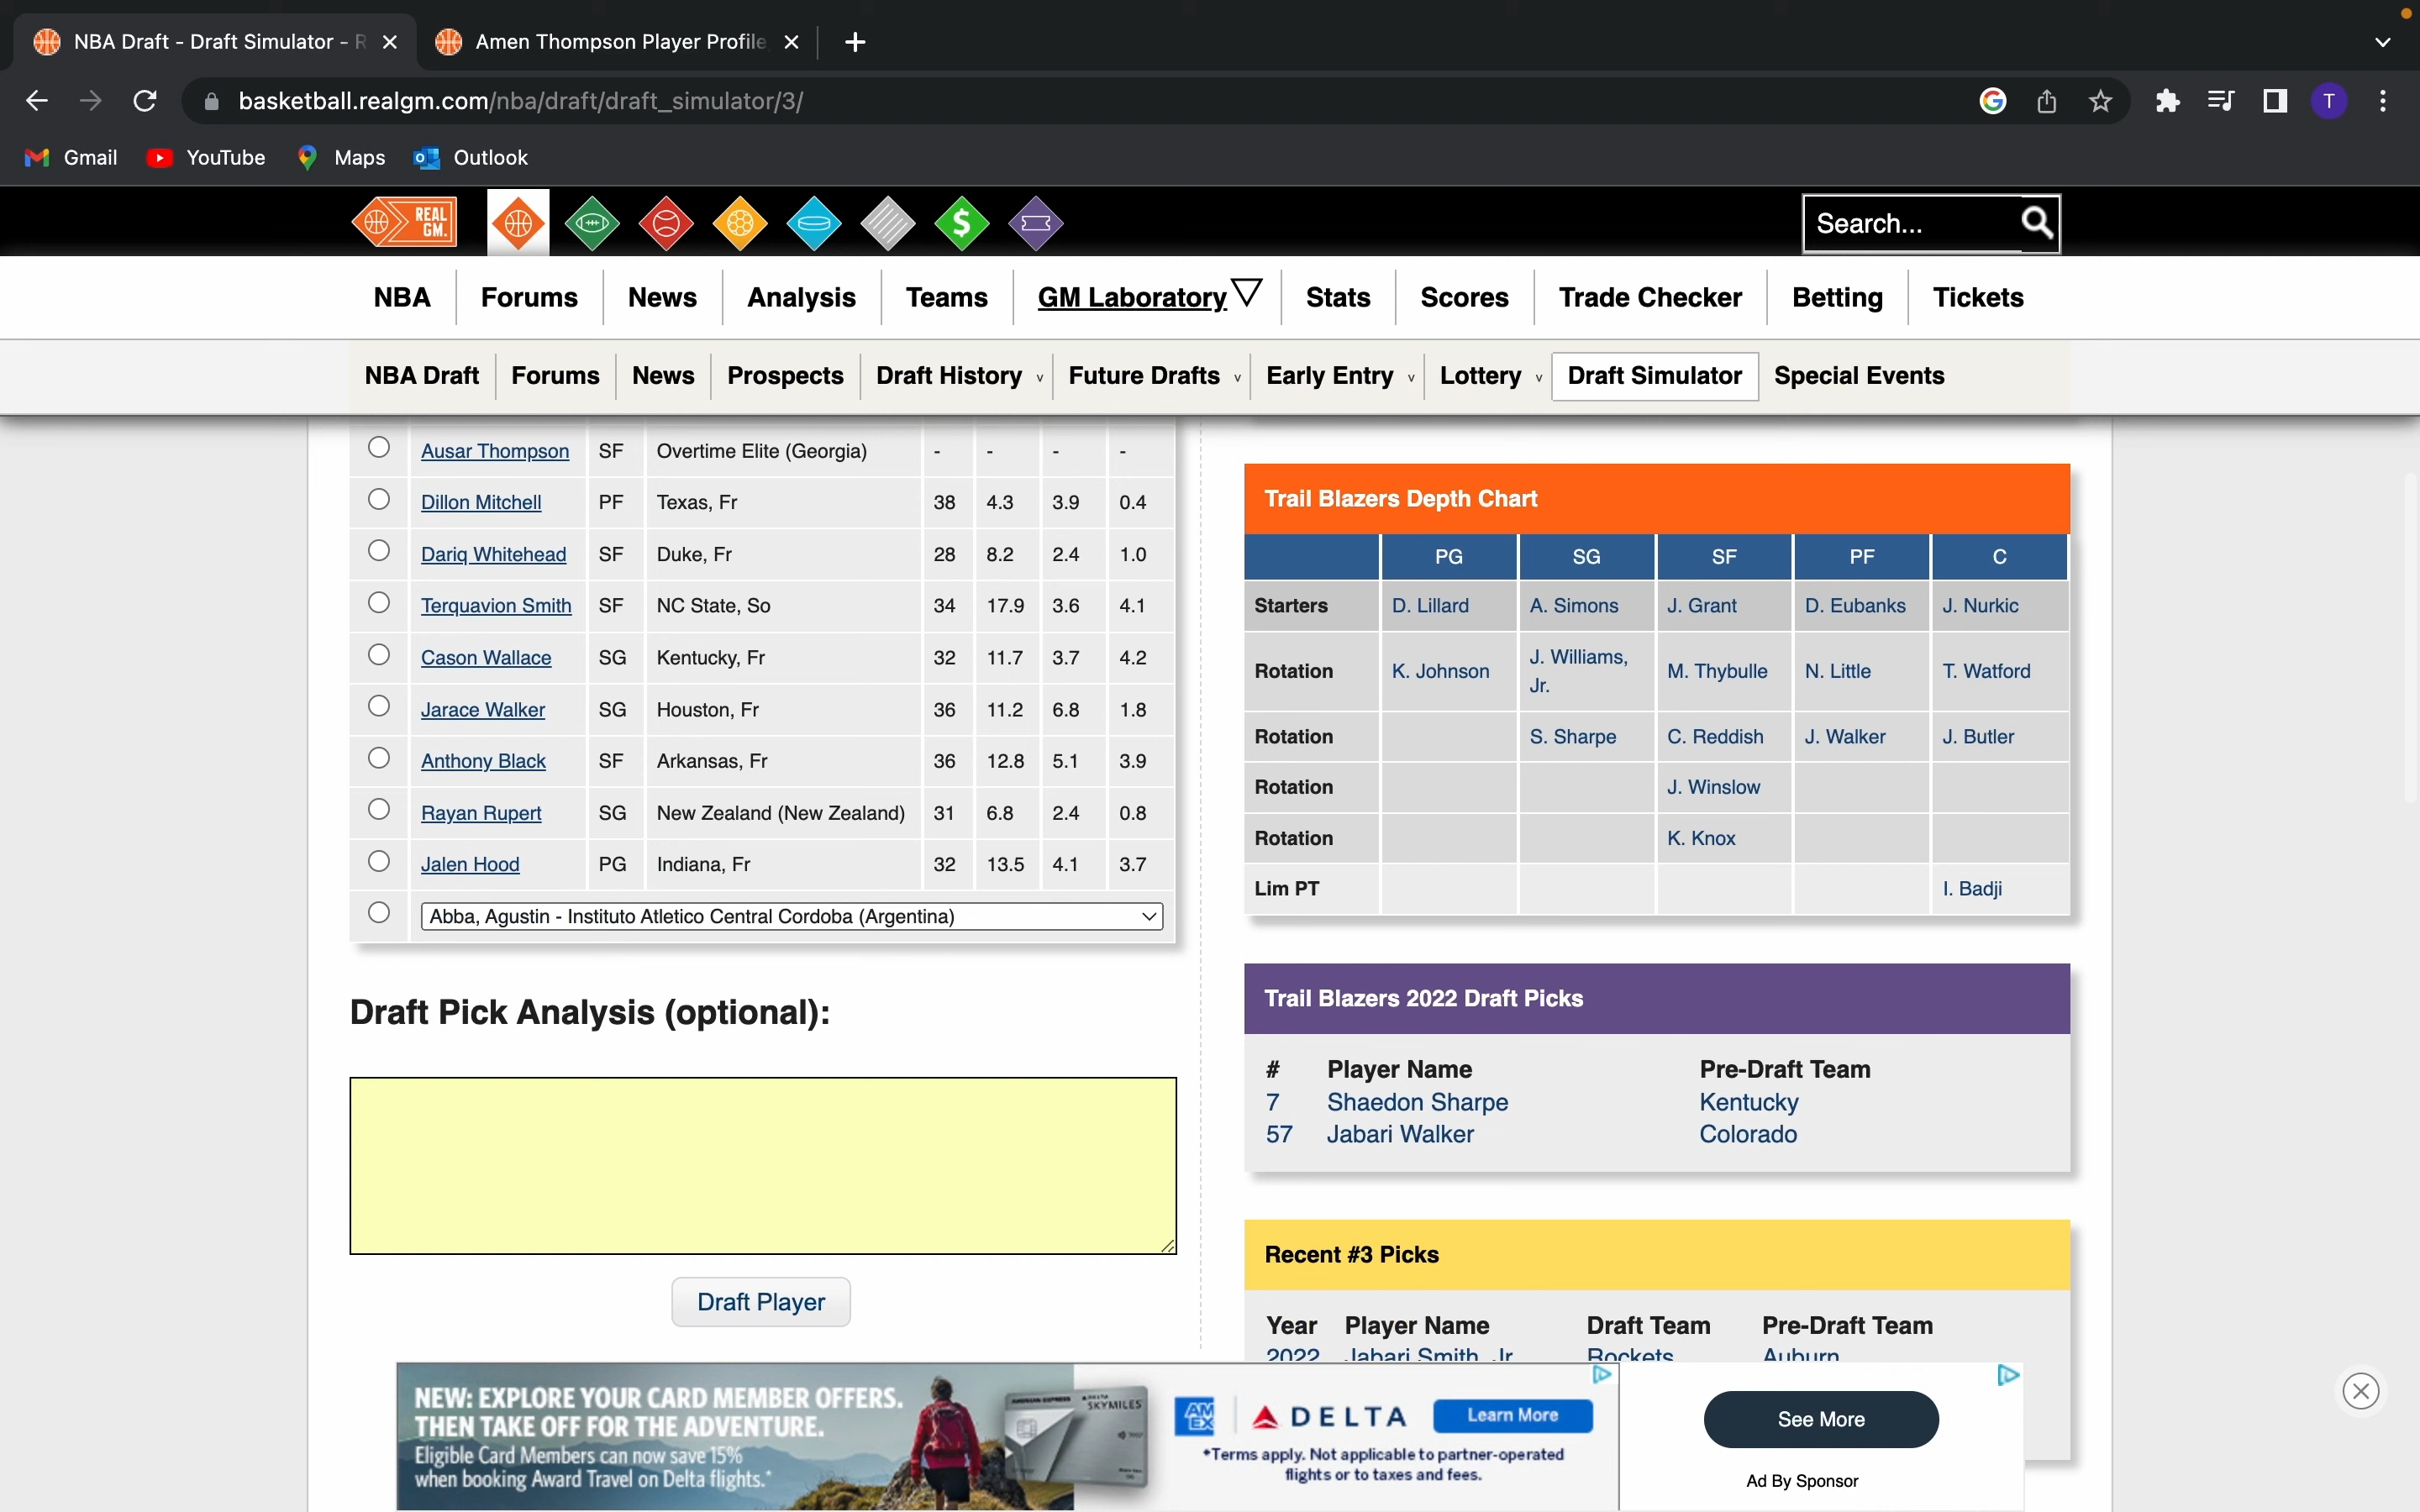 NBA Draft - Draft Simulator - R
Amen Thompson Player Profile
basketball.realgm.com/nba/draft/draft_simulator/3/
T
Gmail YouTube Maps Outlook
REAL GM.
$
Search...
NBA Forums News Analysis Teams GM Laboratory Stats Scores Trade Checker Betting Tickets
NBA Draft Forums News Prospects Draft History v Future Drafts v Early Entry v Lottery v Draft Simulator Special Events
Ausar Thompson SF Overtime Elite (Georgia) - - - -
Dillon Mitchell PF Texas, Fr 38 4.3 3.9 0.4
Dariq Whitehead SF Duke, Fr 28 8.2 2.4 1.0
Terquavion Smith SF NC State, So 34 17.9 3.6 4.1
Cason Wallace SG Kentucky, Fr 32 11.7 3.7 4.2
Jarace Walker SG Houston, Fr 36 11.2 6.8 1.8
Anthony Black SF Arkansas, Fr 36 12.8 5.1 3.9
Rayan Rupert SG New Zealand (New Zealand) 31 6.8 2.4 0.8
Jalen Hood PG Indiana, Fr 32 13.5 4.1 3.7
Abba, Agustin - Instituto Atletico Central Cordoba (Argentina)
Draft Pick Analysis (optional):
Draft Player
Trail Blazers Depth Chart
PG SG SF PF C
Starters D. Lillard A. Simons J. Grant D. Eubanks J. Nurkic
Rotation K. Johnson J. Williams, Jr. M. Thybulle N. Little T. Watford
Rotation S. Sharpe C. Reddish J. Walker J. Butler
Rotation J. Winslow
Rotation K. Knox
Lim PT I. Badji
Trail Blazers 2022 Draft Picks
# Player Name Pre-Draft Team
7 Shaedon Sharpe Kentucky
57 Jabari Walker Colorado
Recent #3 Picks
Year Player Name Draft Team Pre-Draft Team
2022 Jabari Smith, Jr. Rockets Auburn
NEW: EXPLORE YOUR CARD MEMBER OFFERS.
THEN TAKE OFF FOR THE ADVENTURE.
Eligible Card Members can now save 15%
when booking Award Travel on Delta flights.*
AMERICAN EXPRESS
SKYMILES
AM EX
DELTA
Learn More
*Terms apply. Not applicable to partner-operated
flights or to taxes and fees.
See More
Ad By Sponsor